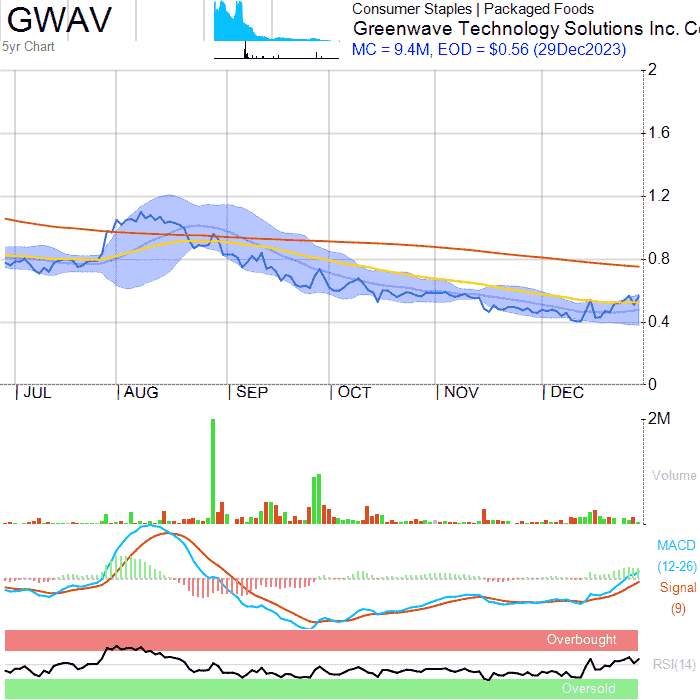 GWAV
5yr Chart
Consumer Staples | Packaged Foods
Greenwave Technology Solutions Inc. Co
MC = 9.4M, EOD = $0.56 (29Dec2023)
2
1.6
1.2
0.8
0.4
0
JUL
AUG
SEP
OCT
NOV
DEC
2M
Volume
MACD
(12-26)
Signal
(9)
Overbought
RSI(14)
Oversold